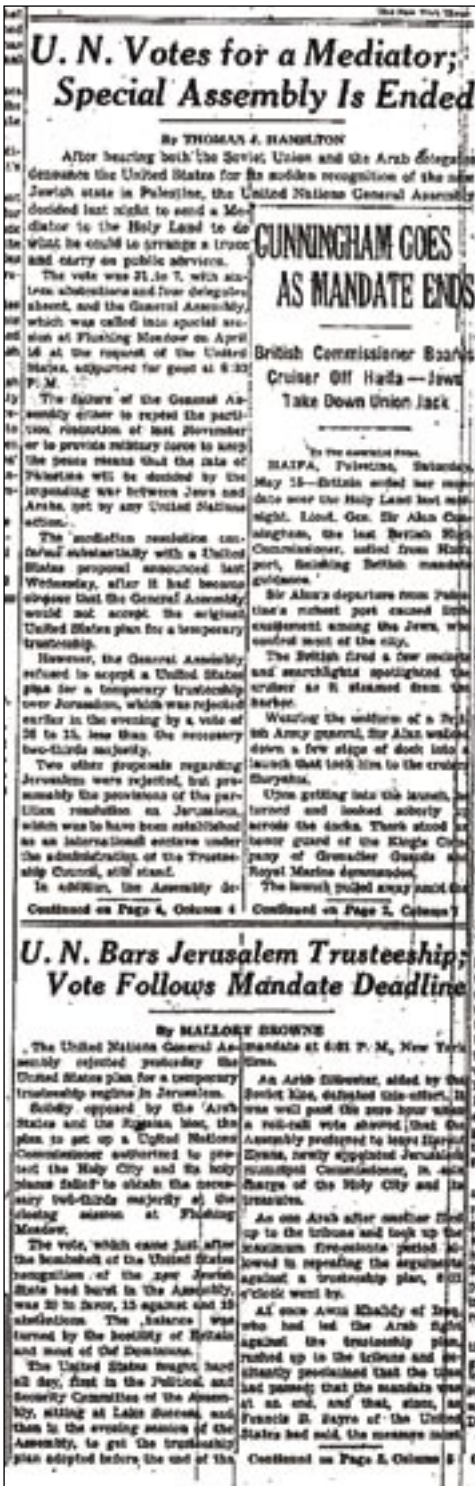 The New York Times
U. N. Votes for a Mediator;
Special Assembly Is Ended
By THOMAS J. HAMILTON
After hearing both the Soviet Union and the Arab delegates
denounce the United States for its sudden recognition of the new
Jewish state in Palestine, the United Nations General Assembly
decided last night to send a Me-
diator to the Holy Land to do
what he could to arrange a truce
and carry on public services.
The vote was 31 to 7, with six-
teen abstentions and four delegates
absent, and the General Assembly,
which was called into special ses-
sion at Flushing Meadow on April
16 at the request of the United
States, adjourned for good at 8:32
P. M.
The failure of the General As-
sembly either to repeal the parti-
tion resolution of last November
or to provide military force to keep
the peace means that the fate of
Palestine will be decided by the
impending war between Jews and
Arabs, not by any United Nations
action.
The mediation resolution con-
formed substantially with a United
States proposal announced last
Wednesday, after it had become
obvious that the General Assembly
would not accept the original
United States plan for a temporary
trusteeship.
However, the General Assembly
refused to accept a United States
plan for a temporary trusteeship
over Jerusalem, which was rejected
earlier in the evening by a vote of
20 to 15, less than the necessary
two-thirds majority.
Two other proposals regarding
Jerusalem were rejected, but pre-
sumably the provisions of the par-
tition resolution on Jerusalem,
which was to have been established
as an international enclave under
the administration of the Trustee-
ship Council, still stand.
In addition, the Assembly de-
Continued on Page 4, Column 4
CUNNINGHAM GOES
AS MANDATE ENDS
British Commissioner Boards
Cruiser Off Haifa—Jews
Take Down Union Jack
By The Associated Press.
HAIFA, Palestine, Saturday,
May 15—Britain ended her man-
date over the Holy Land last mid-
night. Lieut. Gen. Sir Alan Cun-
ningham, the last British High
Commissioner, sailed from Haifa
port, finishing British mandate
guidance.
Sir Alan's departure from Pales-
tine's richest port caused little
excitement among the Jews, who
control most of the city.
The British fired a few rockets
and searchlights spotlighted the
cruiser as it steamed from the
harbor.
Wearing the uniform of a Brit-
ish Army general, Sir Alan walked
down a few steps of dock into a
launch that took him to the cruiser
Euryalus.
Upon getting into the launch, he
turned and looked soberly
across the docks. There stood an
honor guard of the King's Com-
pany of Grenadier Guards and
Royal Marine commandos.
The launch pulled away amid the
Continued on Page 2, Column
U. N. Bars Jerusalem Trusteeship;
Vote Follows Mandate Deadline
By MALLORY BROWNE
The United Nations General As-
sembly rejected yesterday the
United States plan for a temporary
trusteeship regime in Jerusalem.
Solidly opposed by the Arab
States and the Russian bloc, the
plan to set up a United Nations
Commissioner authorized to pro-
tect the Holy City and its holy
places failed to obtain the neces-
sary two-thirds majority at the
closing session at Flushing
Meadow.
The vote, which came just after
the bombshell of the United States
recognition of the new Jewish
State had burst in the Assembly,
was 20 in favor, 15 against and 19
abstentions. The balance was
turned by the hostility of Britain
and most of the Dominions.
The United States fought hard
all day, first in the Political and
Security Committee of the Assem-
bly, sitting at Lake Success, and
then in the evening session of the
Assembly, to get the trusteeship
plan adopted before the end of the
mandate at 6:01 P. M., New York
time.
An Arab filibuster, aided by the
Soviet bloc, defeated this effort. It
was well past the zero hour when
a roll-call vote showed that the
Assembly preferred to leave Harold
Evans, newly appointed Jerusalem
municipal Commissioner, in sole
charge of the Holy City and its
treasures.
As one Arab after another filed
up to the tribune and took up the
maximum five-minute period al-
lowed in repeating the arguments
against a trusteeship plan, 6:01
o'clock went by.
At once Awni Khalidy of Iraq,
who had led the Arab fight
against the trusteeship plan,
rushed up to the tribune and
proclaimed that the time
had passed; that the mandate was
at an end, and that, since, as
Francis B. Sayre of the United
States had said, the message must
Continued on Page 3, Column